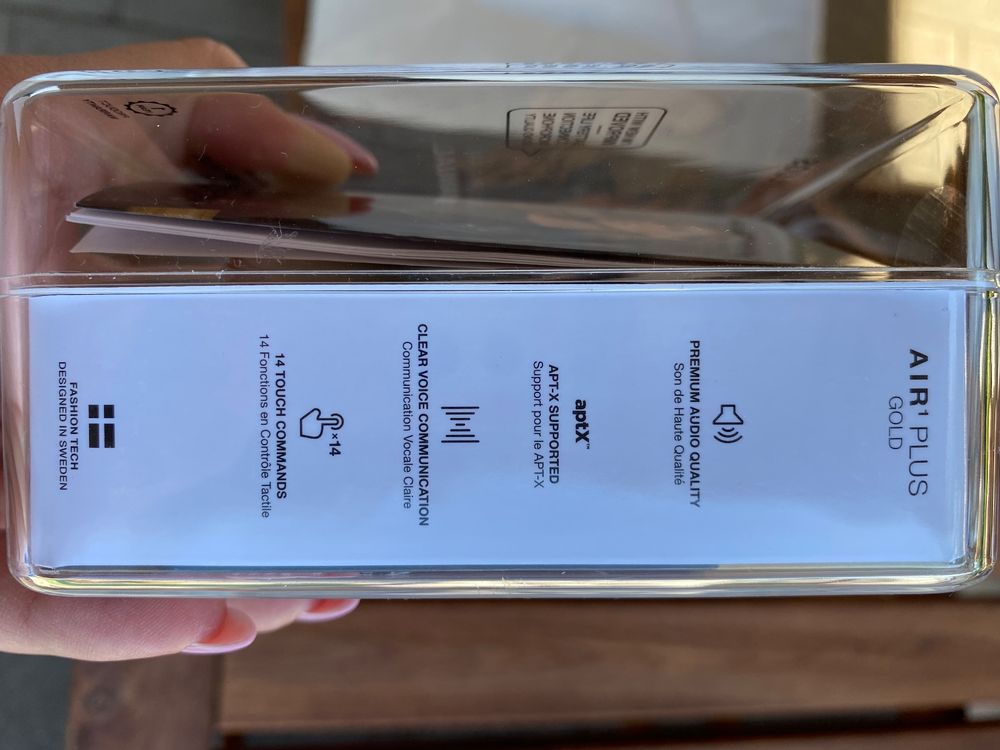 AIR¹ PLUS
GOLD
PREMIUM AUDIO QUALITY
Son de Haute Qualité
aptX™
APT-X SUPPORTED
Support pour le APT-X
CLEAR VOICE COMMUNICATION
Communication Vocale Claire
×14
14 TOUCH COMMANDS
14 Fonctions en Contrôle Tactile
FASHION TECH
DESIGNED IN SWEDEN